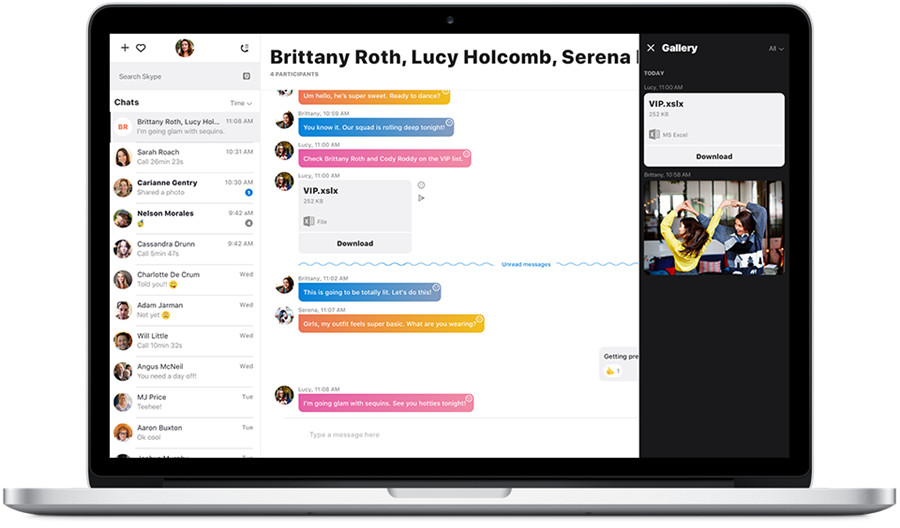 Search Skype
Chats
Time
BR
Brittany Roth, Lucy Hol...
11:08 AM
I'm going glam with sequins.
Sarah Roach
10:31 AM
Call 26min 23s
Carianne Gentry
10:30 AM
Shared a photo
Nelson Morales
9:42 AM
Cassandra Drunn
9:42 AM
Call 5min 47s
Charlotte De Crum
Wed
Told you!! 😄
Adam Jarman
Wed
Not yet 😄
Will Little
Wed
Call 10min 32s
Angus McNeil
Wed
You need a day off!
MJ Price
Tue
Teehee!
Aaron Buxton
Tue
Ok cool
Brittany Roth, Lucy Holcomb, Serena
4 PARTICIPANTS
Um hello, he's super sweet. Ready to dance?
Brittany, 10:59 AM
You know it. Our squad is rolling deep tonight!
Lucy, 11:00 AM
Check Brittany Roth and Cody Roddy on the VIP list.
Lucy, 11:00 AM
VIP.xslx
252 KB
File
Download
Unread messages
Brittany, 11:02 AM
This is going to be totally lit. Let's do this!
Serena, 11:07 AM
Girls, my outfit feels super basic. What are you wearing?
Getting pre
👍 1
Lucy, 11:08 AM
I'm going glam with sequins. See you hotties tonight!
Type a message here
Gallery
All
TODAY
Lucy, 11:00 AM
VIP.xslx
252 KB
MS Excel
Download
Brittany, 10:58 AM